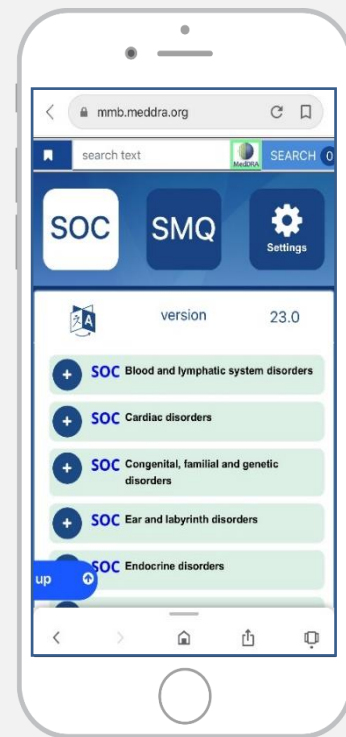 mmb.meddra.org
search text
MedDRA
SEARCH 0
SOC
SMQ
Settings
version 23.0
SOC Blood and lymphatic system disorders
SOC Cardiac disorders
SOC Congenital, familial and genetic
disorders
SOC Ear and labyrinth disorders
SOC Endocrine disorders
up